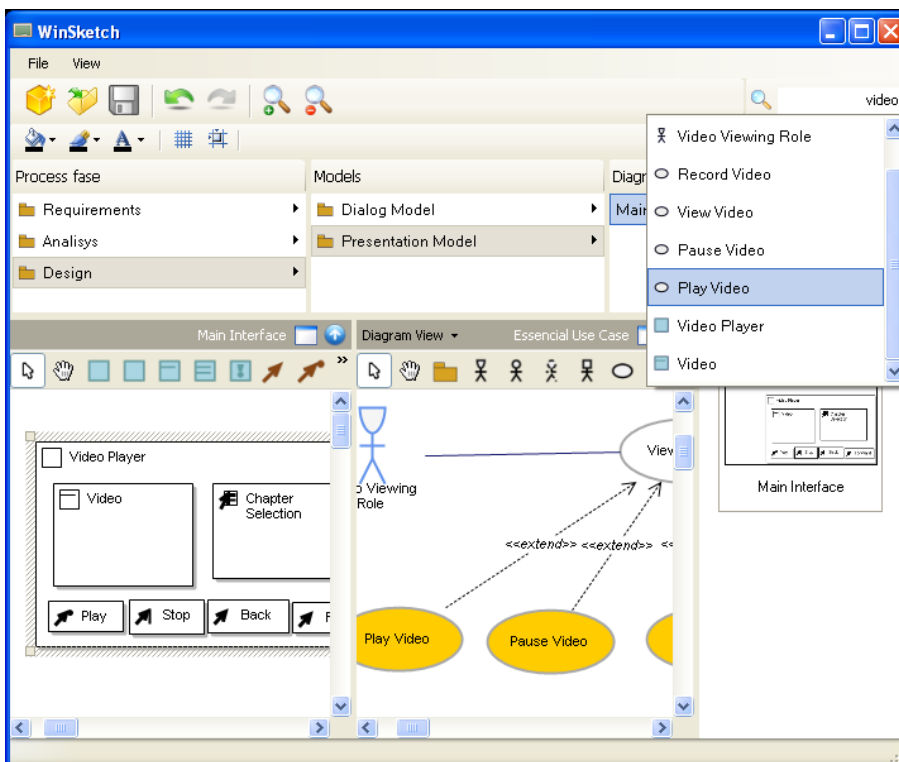 WinSketch
File View
video
Process fase
Models
Diagr
Requirements
Analisys
Design
Dialog Model
Presentation Model
Main
Video Viewing Role
Record Video
View Video
Pause Video
Play Video
Video Player
Video
Main Interface
Diagram View
Essencial Use Case
»
Video Player
Video
Chapter
Selection
Play
Stop
Back
F
o Viewing
Role
View
<<extend>>
<<extend>>
<<
Play Video
Pause Video
Main Interface